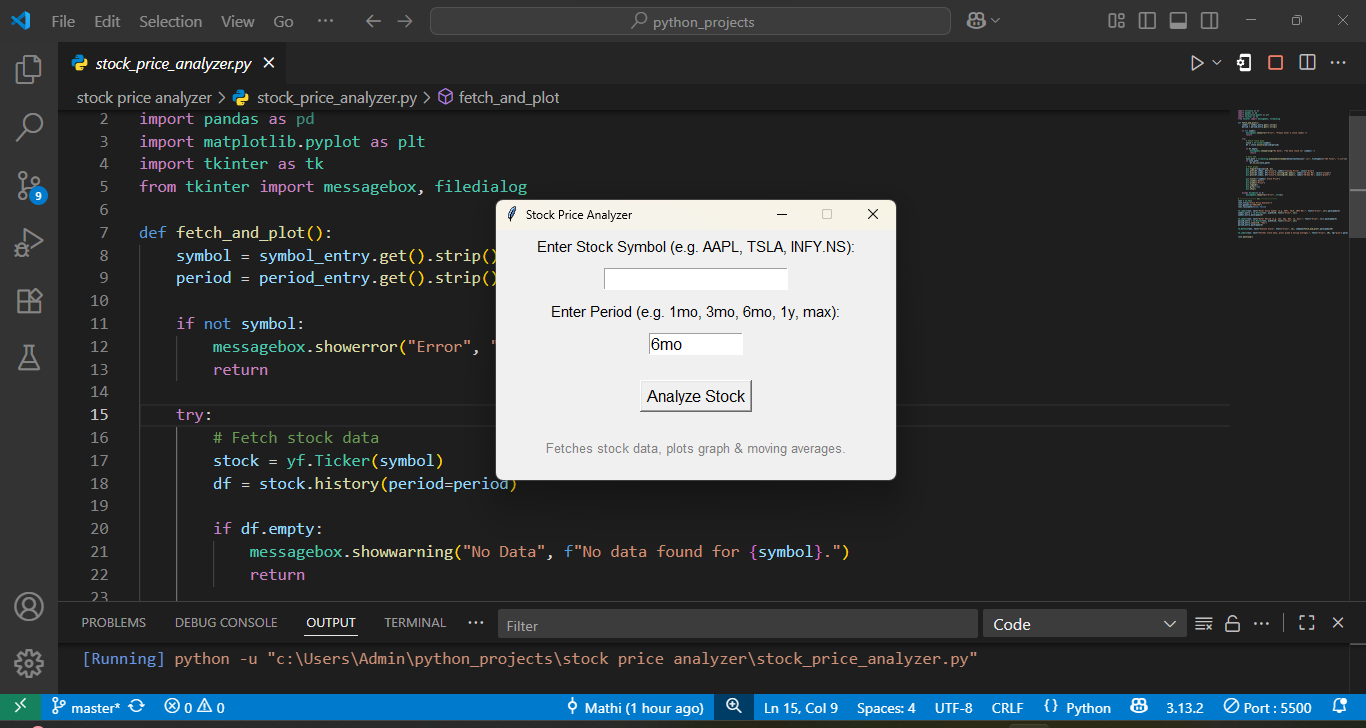 File Edit Selection View Go ··· python_projects
stock_price_analyzer.py
stock price analyzer > stock_price_analyzer.py > fetch_and_plot
2 import pandas as pd
3 import matplotlib.pyplot as plt
4 import tkinter as tk
5 from tkinter import messagebox, filedialog
6
7 def fetch_and_plot():
8 symbol = symbol_entry.get().strip()
9 period = period_entry.get().strip()
10
11 if not symbol:
12 messagebox.showerror("Error", "
13 return
14
15 try:
16 # Fetch stock data
17 stock = yf.Ticker(symbol)
18 df = stock.history(period=period)
19
20 if df.empty:
21 messagebox.showwarning("No Data", f"No data found for {symbol}.")
22 return
23
Stock Price Analyzer
Enter Stock Symbol (e.g. AAPL, TSLA, INFY.NS):
Enter Period (e.g. 1mo, 3mo, 6mo, 1y, max):
6mo
Analyze Stock
Fetches stock data, plots graph & moving averages.
9
PROBLEMS DEBUG CONSOLE OUTPUT TERMINAL ··· Filter Code
[Running] python -u "c:\Users\Admin\python_projects\stock price analyzer\stock_price_analyzer.py"
master* 0 0 Mathi (1 hour ago) Ln 15, Col 9 Spaces: 4 UTF-8 CRLF {} Python 3.13.2 Port : 5500